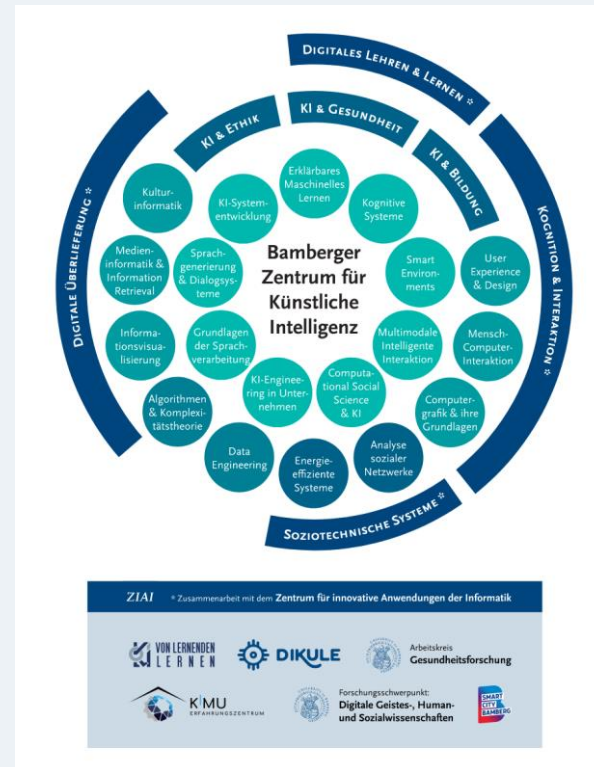 DIGITALES LEHREN & LERNEN *
KI & ETHIK
KI & GESUNDHEIT
KI & BILDUNG
DIGITALE ÜBERLIEFERUNG *
KOGNITION & INTERAKTION *
SOZIOTECHNISCHE SYSTEME *
Bamberger
Zentrum für
Künstliche
Intelligenz
Erklärbares
Maschinelles
Lernen
KI-System-
entwicklung
Kognitive
Systeme
Kultur-
informatik
Medien-
informatik &
Information
Retrieval
Sprach-
generierung
& Dialogsys-
teme
Smart
Environ-
ments
User
Experience
& Design
Informa-
tionsvisua-
lisierung
Grundlagen
der Sprach-
verarbeitung
Multimodale
Intelligente
Interaktion
Mensch-
Computer-
Interaktion
Algorithmen
& Komplexi-
tätstheorie
KI-Enginee-
ring in Unter-
nehmen
Computa-
tional Social
Science
& KI
Computer-
grafik & ihre
Grundlagen
Data
Engineering
Energie-
effiziente
Systeme
Analyse
sozialer
Netzwerke
ZIAI * Zusammenarbeit mit dem Zentrum für innovative Anwendungen der Informatik
VON LERNENDEN
LERNEN
DIKULE
Arbeitskreis
Gesundheitsforschung
K!MU
ERFAHRUNGSZENTRUM
Forschungsschwerpunkt:
Digitale Geistes-, Human-
und Sozialwissenschaften
SMART
CITY
BAMBERG